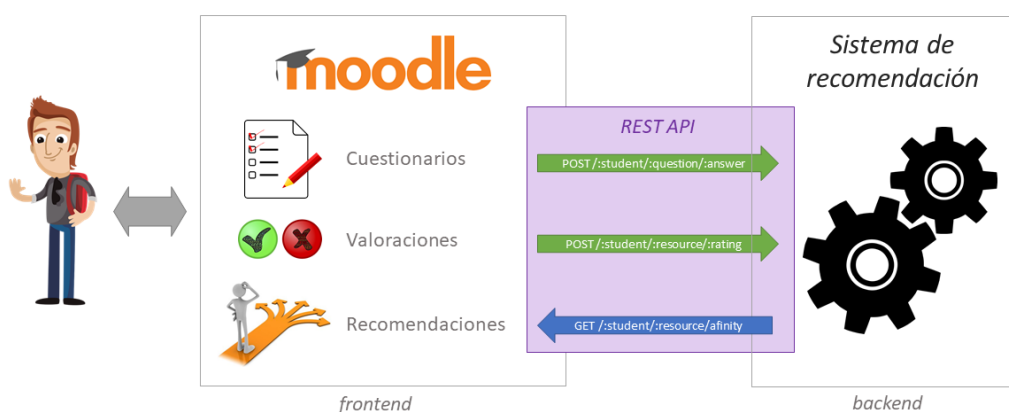 moodle
Cuestionarios
Valoraciones
Recomendaciones
frontend
REST API
POST/:student/:question/:answer
POST/:student/:resource/:rating
GET /:student/:resource/afinity
Sistema de
recomendación
backend